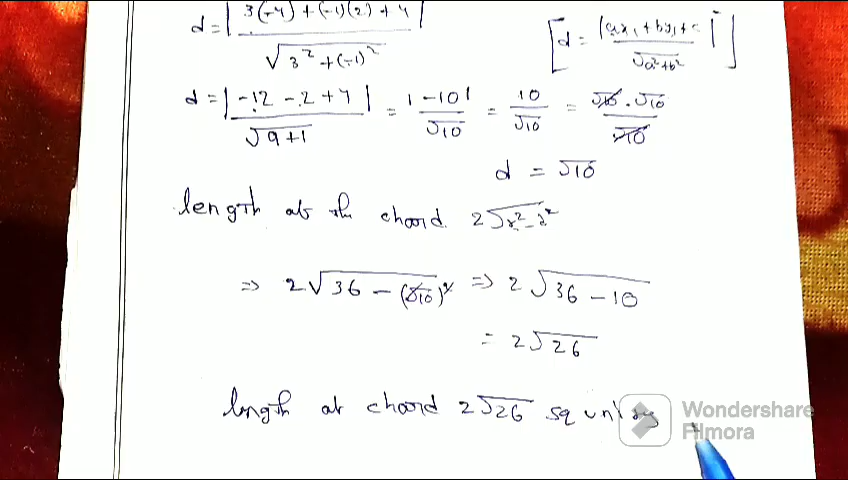 d = |3(-4) + (-1)(2) + 4| / √3² + (-1)² [d = |ax₁ + by₁ + c| / √a²+b²]
d = |-12 - 2 + 4| / √9+1 = |-10| / √10 = 10 / √10 = √10 . √10 / √10
d = √10
length at the chord 2√r² - d²
⇒ 2√36 - (√10)² ⇒ 2√36 - 10
= 2√26
length at chord 2√26 sq units
Wondershare
Filmora